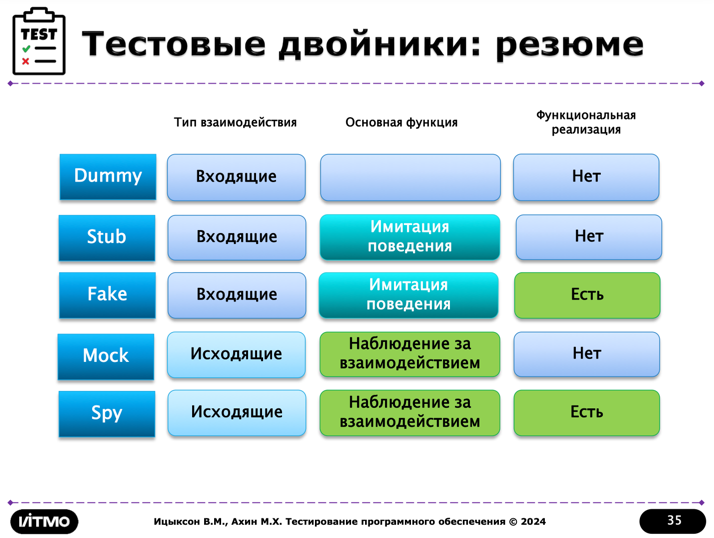 TEST
Тестовые двойники: резюме
Тип взаимодействия
Основная функция
Функциональная
реализация
Dummy
Входящие
Нет
Stub
Входящие
Имитация
поведения
Нет
Fake
Входящие
Имитация
поведения
Есть
Mock
Исходящие
Наблюдение за
взаимодействием
Нет
Spy
Исходящие
Наблюдение за
взаимодействием
Есть
ИТМО
Ицыксон В.М., Ахин М.Х. Тестирование программного обеспечения © 2024
35